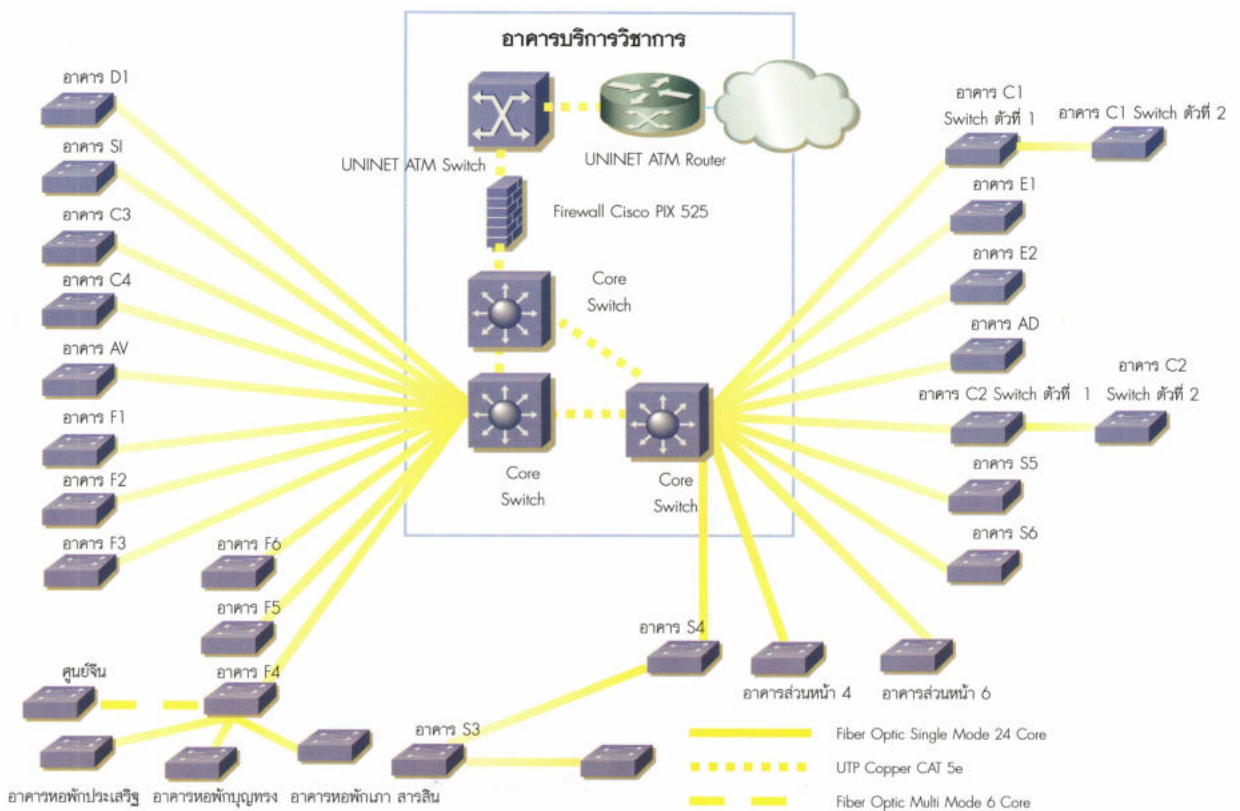 อาคารบริการวิชาการ
อาคาร D1
อาคาร SI
อาคาร C3
อาคาร C4
อาคาร AV
อาคาร F1
อาคาร F2
อาคาร F3
อาคาร F6
อาคาร F5
อาคาร F4
ศูนย์จีน
อาคารหอพักประเสริฐ
อาคารหอพักบุญทรง
อาคารหอพักเภา สารสิน
UNINET ATM Switch
UNINET ATM Router
Firewall Cisco PIX 525
Core
Switch
Core
Switch
Core
Switch
อาคาร C1
Switch ตัวที่ 1
อาคาร C1 Switch ตัวที่ 2
อาคาร E1
อาคาร E2
อาคาร AD
อาคาร C2 Switch ตัวที่ 1
อาคาร C2
Switch ตัวที่ 2
อาคาร S5
อาคาร S6
อาคาร S4
อาคารส่วนหน้า 4
อาคารส่วนหน้า 6
อาคาร S3
Fiber Optic Single Mode 24 Core
UTP Copper CAT 5e
Fiber Optic Multi Mode 6 Core